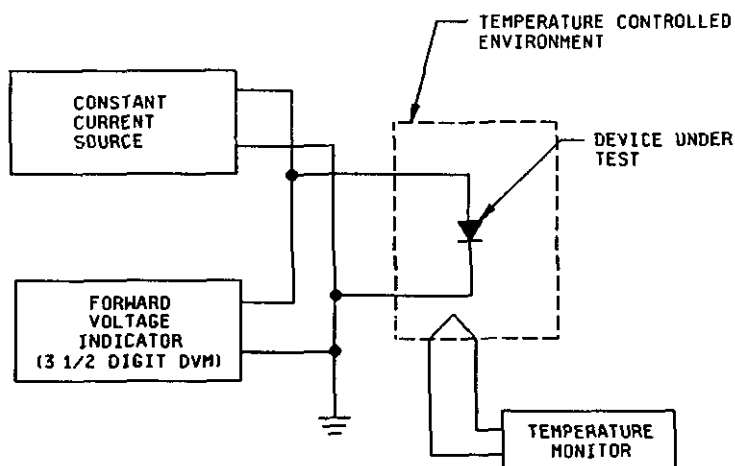 TEMPERATURE CONTROLLED
ENVIRONMENT
CONSTANT
CURRENT
SOURCE
DEVICE UNDER
TEST
FORWARD
VOLTAGE
INDICATOR
(3 1/2 DIGIT DVM)
TEMPERATURE
MONITOR